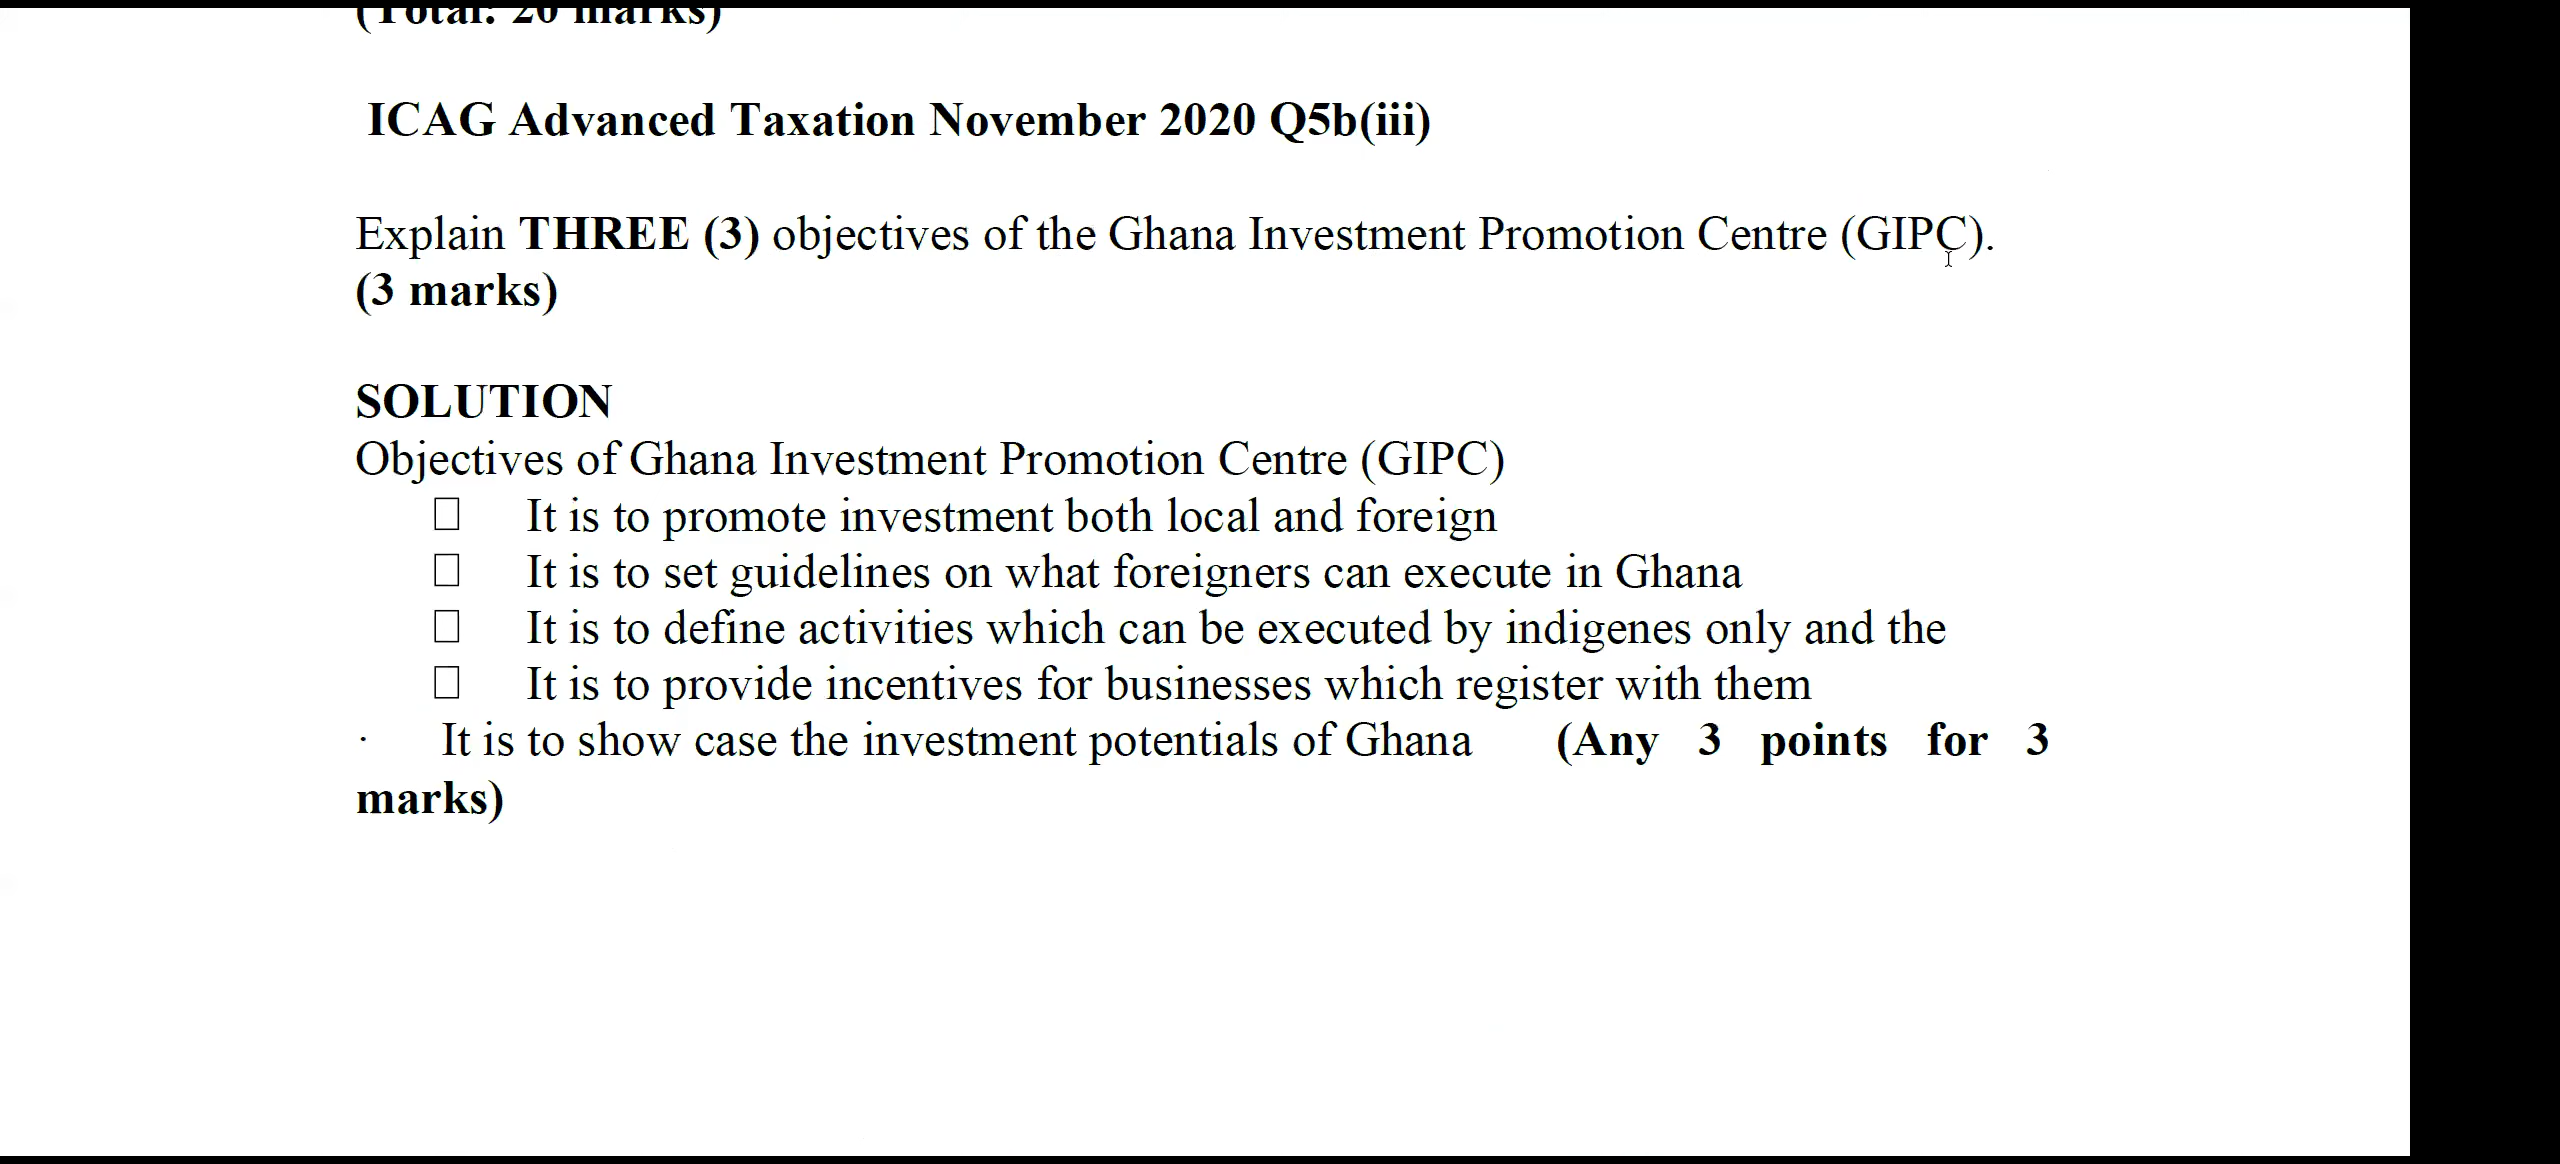 (Total: 20 marks)
ICAG Advanced Taxation November 2020 Q5b(iii)
Explain THREE (3) objectives of the Ghana Investment Promotion Centre (GIPC).
(3 marks)
SOLUTION
Objectives of Ghana Investment Promotion Centre (GIPC)
It is to promote investment both local and foreign
It is to set guidelines on what foreigners can execute in Ghana
It is to define activities which can be executed by indigenes only and the
It is to provide incentives for businesses which register with them
· It is to show case the investment potentials of Ghana (Any 3 points for 3
marks)